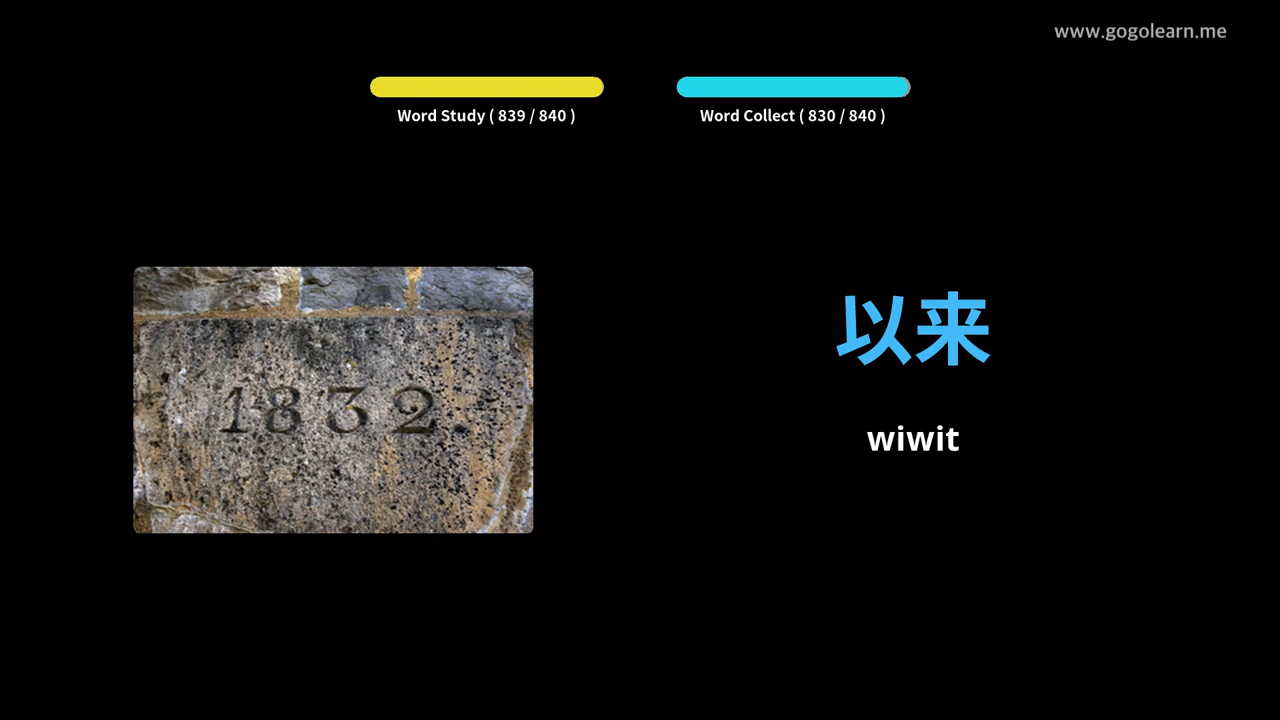 www.gogolearn.me
Word Study ( 839 / 840 )
Word Collect ( 830 / 840 )
1832.
以来
wiwit